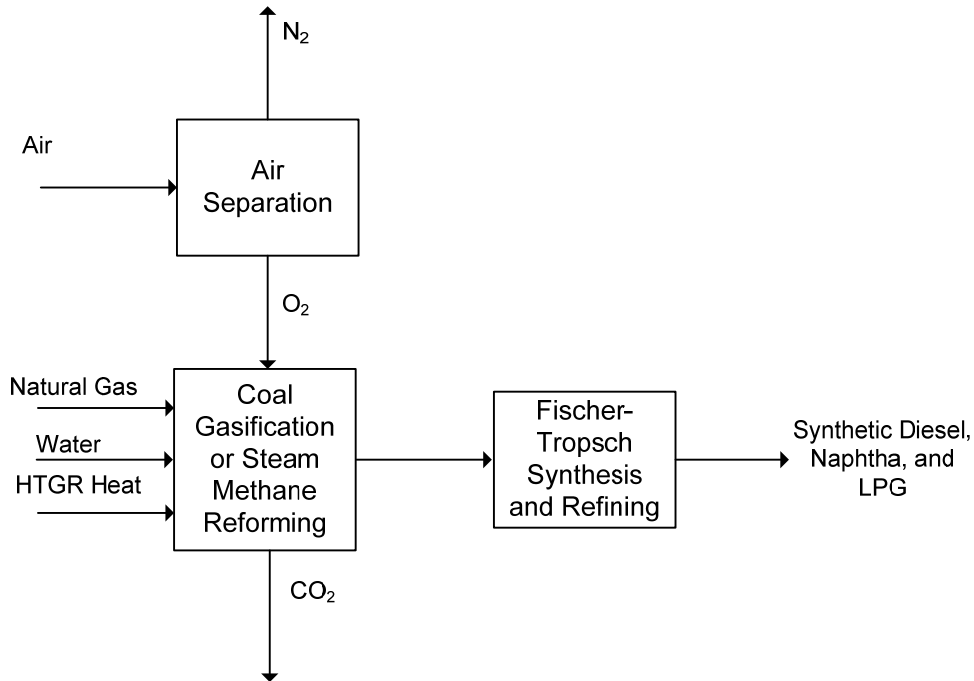 N₂
Air
Air
Separation
O₂
Natural Gas
Water
HTGR Heat
Coal
Gasification
or Steam
Methane
Reforming
Fischer-
Tropsch
Synthesis
and Refining
Synthetic Diesel,
Naphtha, and
LPG
CO₂